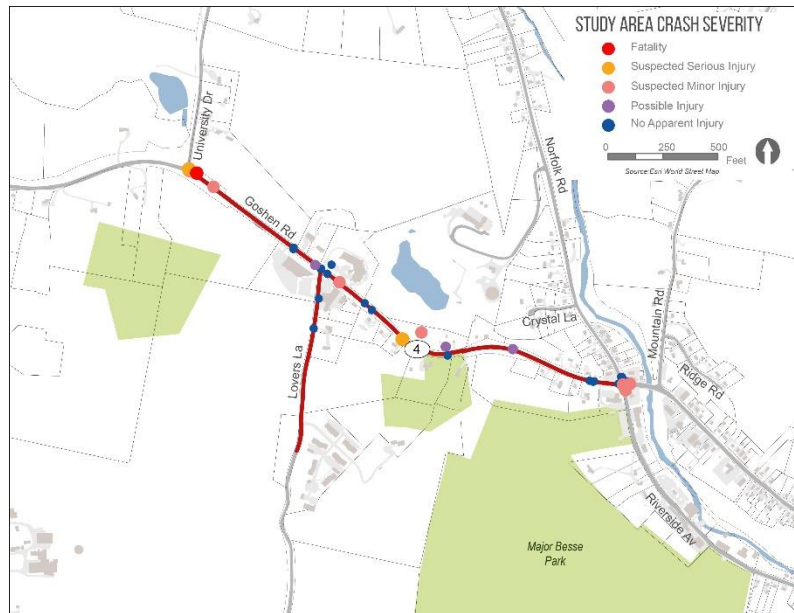 STUDY AREA CRASH SEVERITY
Fatality
Suspected Serious Injury
Suspected Minor Injury
Possible Injury
No Apparent Injury
0 250 500
Feet
Source: Esri World Street Map
University Dr
Norfolk Rd
Goshen Rd
Crystal La
Mountain Rd
4
Ridge Rd
Lovers La
Riverside Av
Major Besse
Park